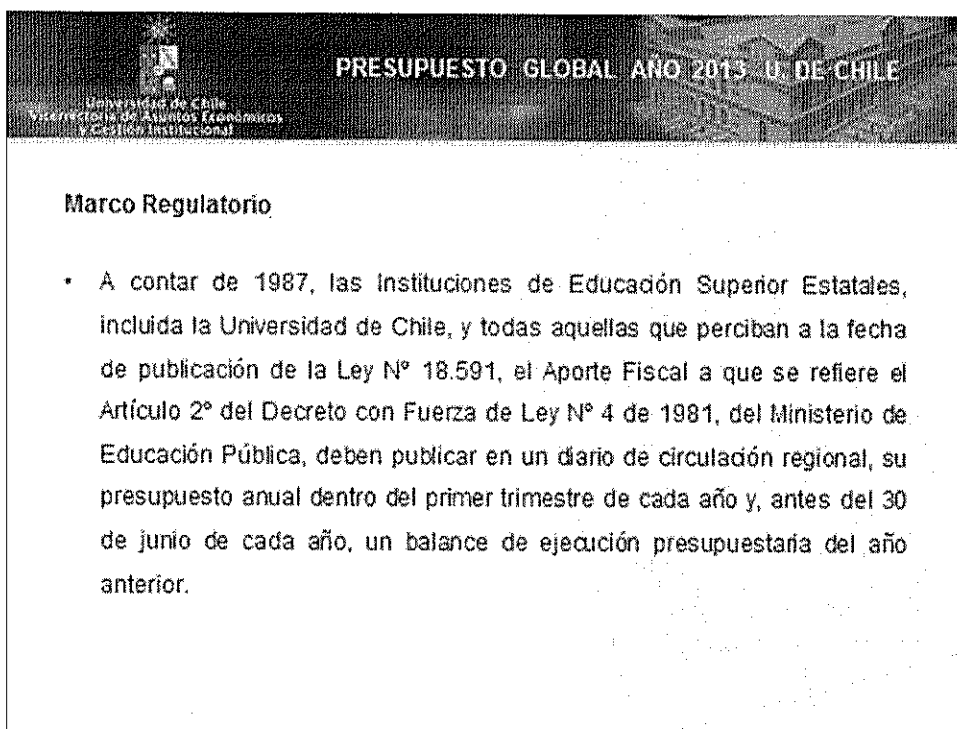 PRESUPUESTO GLOBAL AÑO 2013 U. DE CHILE
Universidad de Chile
Vicerrectoría de Asuntos Económicos
y Gestión Institucional
Marco Regulatorio
• A contar de 1987, las Instituciones de Educación Superior Estatales,
incluida la Universidad de Chile, y todas aquellas que perciban a la fecha
de publicación de la Ley Nº 18.591, el Aporte Fiscal a que se refiere el
Artículo 2º del Decreto con Fuerza de Ley Nº 4 de 1981, del Ministerio de
Educación Pública, deben publicar en un diario de circulación regional, su
presupuesto anual dentro del primer trimestre de cada año y, antes del 30
de junio de cada año, un balance de ejecución presupuestaria del año
anterior.